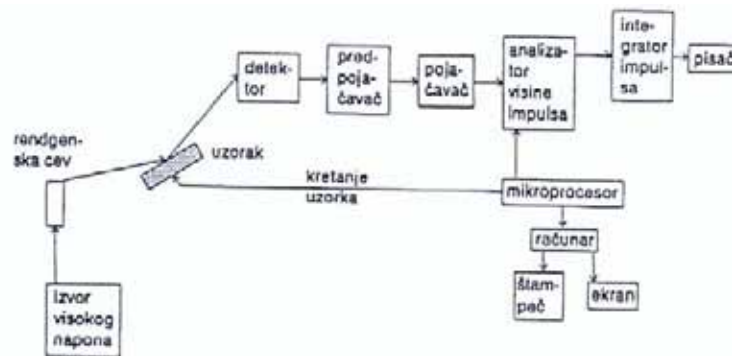 rendgen-
ska cev
izvor
visokog
napona
uzorak
detek-
tor
pred-
poja-
čavač
poja-
čavač
analiza-
tor
visine
impulsa
inte-
grator
impul-
sa
pisač
kretanje
uzorka
mikroprocesor
računar
štam-
pač
ekran